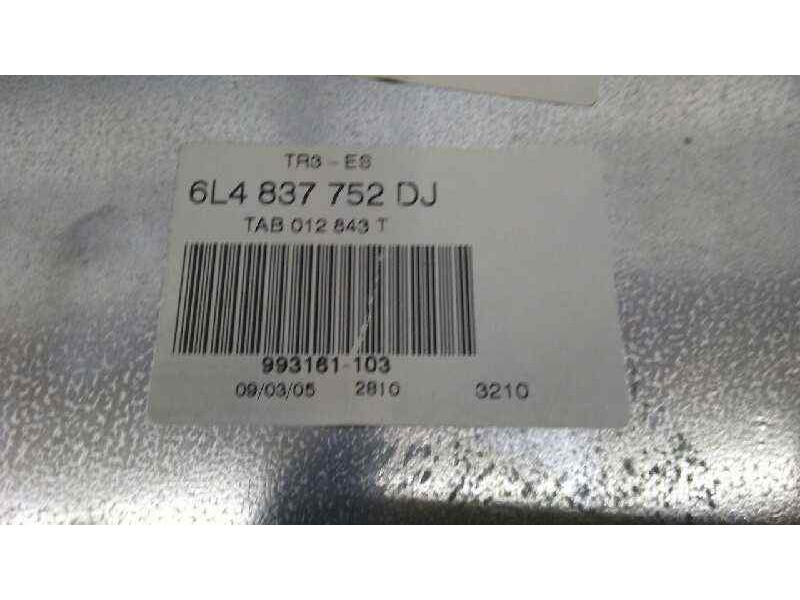 TR3 - ES
6L4 837 752 DJ
TAB 012 843 T
993161-103
09/03/05 2810 3210